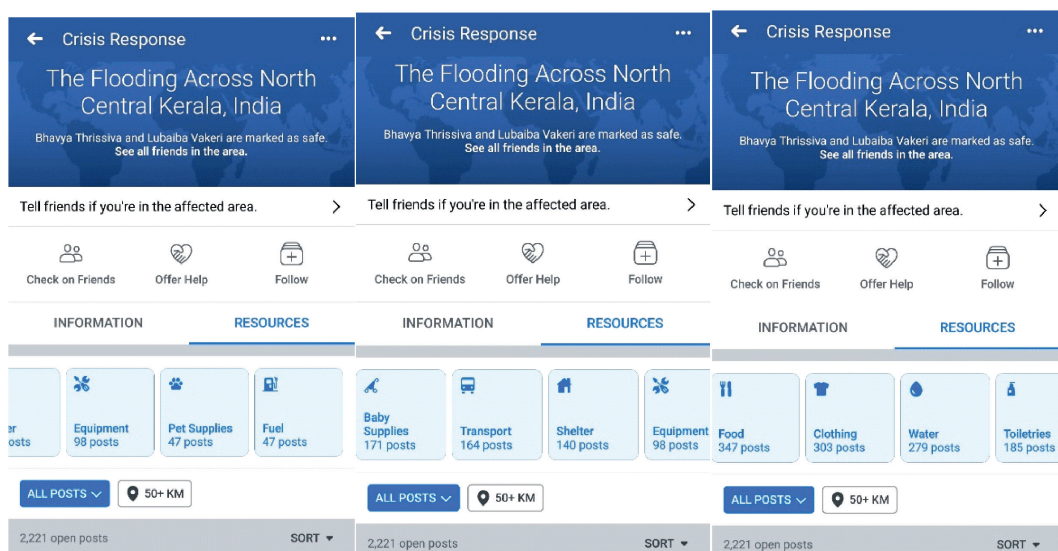 Crisis Response
The Flooding Across North
Central Kerala, India
Bhavya Thrissiva and Lubaiba Vakeri are marked as safe.
See all friends in the area.
Tell friends if you're in the affected area.
Check on Friends
Offer Help
Follow
INFORMATION
RESOURCES
er
osts
Equipment
98 posts
Pet Supplies
47 posts
Fuel
47 posts
ALL POSTS
50+ KM
2,221 open posts
SORT
Crisis Response
The Flooding Across North
Central Kerala, India
Bhavya Thrissiva and Lubaiba Vakeri are marked as safe.
See all friends in the area.
Tell friends if you're in the affected area.
Check on Friends
Offer Help
Follow
INFORMATION
RESOURCES
Baby
Supplies
171 posts
Transport
164 posts
Shelter
140 posts
Equipment
98 posts
ALL POSTS
50+ KM
2,221 open posts
SORT
Crisis Response
The Flooding Across North
Central Kerala, India
Bhavya Thrissiva and Lubaiba Vakeri are marked as safe.
See all friends in the area.
Tell friends if you're in the affected area.
Check on Friends
Offer Help
Follow
INFORMATION
RESOURCES
Food
347 posts
Clothing
303 posts
Water
279 posts
Toiletries
185 posts
ALL POSTS
50+ KM
2,221 open posts
SORT